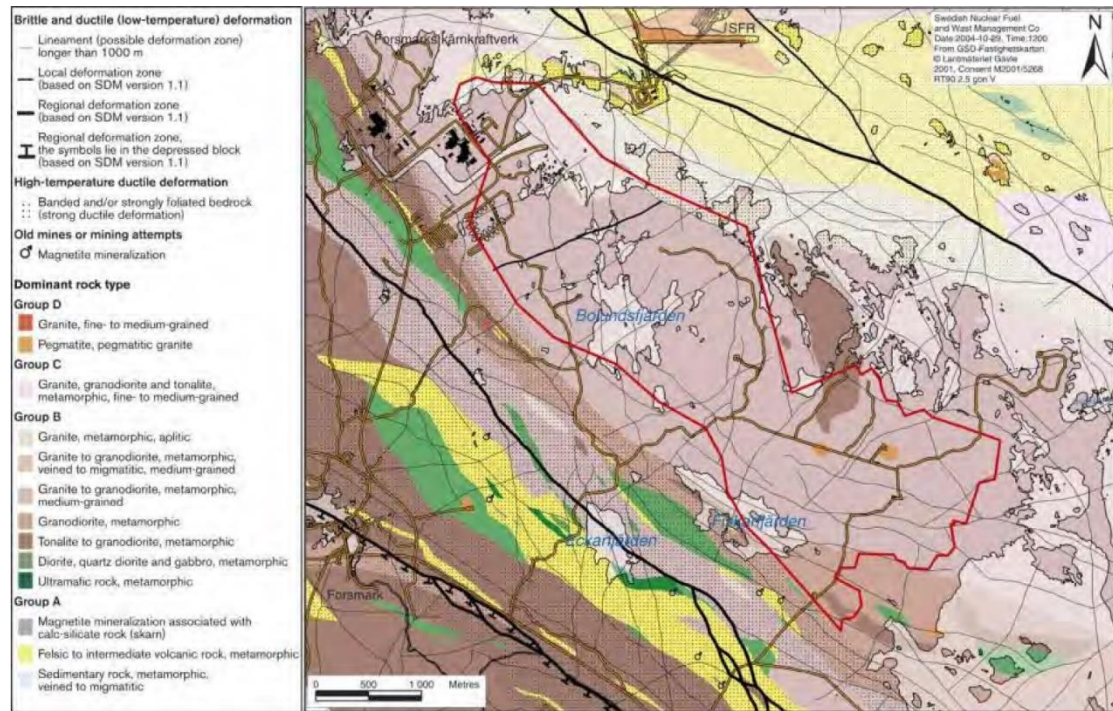 Brittle and ductile (low-temperature) deformation
Lineament (possible deformation zone)
longer than 1000 m
Local deformation zone
(based on SDM version 1.1)
Regional deformation zone
(based on SDM version 1.1)
Regional deformation zone,
the symbols lie in the depressed block
(based on SDM version 1.1)
High-temperature ductile deformation
Banded and/or strongly foliated bedrock
(strong ductile deformation)
Old mines or mining attempts
Magnetite mineralization
Dominant rock type
Group D
Granite, fine- to medium-grained
Pegmatite, pegmatitic granite
Group C
Granite, granodiorite and tonalite,
metamorphic, fine- to medium-grained
Group B
Granite, metamorphic, aplitic
Granite to granodiorite, metamorphic,
veined to migmatitic, medium-grained
Granite to granodiorite, metamorphic,
medium-grained
Granodiorite, metamorphic
Tonalite to granodiorite, metamorphic
Diorite, quartz diorite and gabbro, metamorphic
Ultramafic rock, metamorphic
Group A
Magnetite mineralization associated with
calc-silicate rock (skarn)
Felsic to intermediate volcanic rock, metamorphic
Sedimentary rock, metamorphic,
veined to migmatitic
Forsmarks kärnkraftverk
SFR
Swedish Nuclear Fuel
and Wast Management Co
Date 2004-10-29, Time:1200
From GSD-Fastighetskartan
© Lantmäteriet Gävle
2001, Consent M2001/5268
RT90 2.5 gon V
N
Bolundsfjärden
Fiskarfjärden
Eckarfjärden
Forsmark
0 500 1 000 Metres